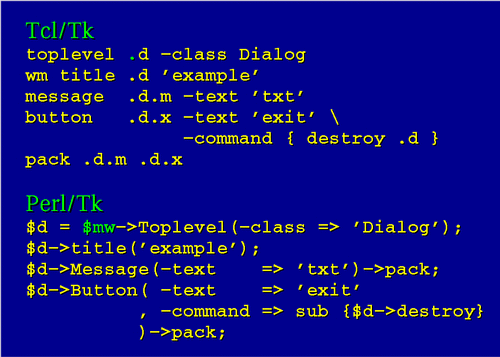 Tcl/Tk
toplevel .d -class Dialog
wm title .d ’example’
message  .d.m -text ’txt’
button   .d.x -text ’exit’ \
              -command { destroy .d }
pack .d.m .d.x
Perl/Tk
$d = $mw->Toplevel(-class => ’Dialog’);
$d->title(’example’);
$d->Message(-text    => ’txt’)->pack;
$d->Button( -text    => ’exit’
          , -command => sub {$d->destroy}
          )->pack;